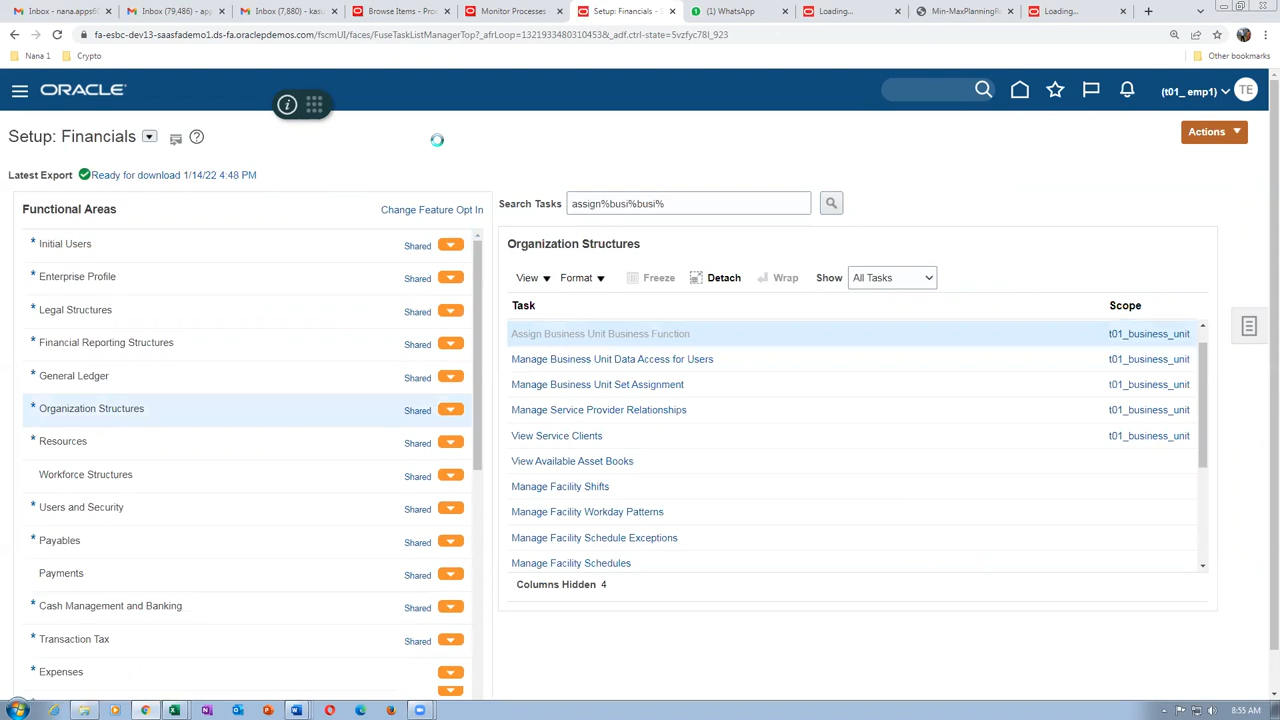 Inbox - nana.apps6
Inbox (79,486) - app
Inbox (7,880) - kasu
Browse Items - Pro
Monitor Processes
Setup: Financials - S
(1) WhatsApp
Loading...
Min-MaxPlanningR
Loading...
fa-esbc-dev13-saasfademo1.ds-fa.oraclepdemos.com/fscmUI/faces/FuseTaskListManagerTop?_afrLoop=13219334803104538&_adf.ctrl-state=5vzfyc78l_923
Nana 1
Crypto
Other bookmarks
ORACLE
(t01_ emp1)
TE
Setup: Financials
Actions
Latest Export
Ready for download 1/14/22 4:48 PM
Functional Areas
Change Feature Opt In
* Initial Users Shared
* Enterprise Profile Shared
* Legal Structures Shared
* Financial Reporting Structures Shared
* General Ledger Shared
* Organization Structures Shared
* Resources Shared
Workforce Structures Shared
* Users and Security Shared
* Payables Shared
Payments Shared
* Cash Management and Banking Shared
* Transaction Tax Shared
* Expenses
Search Tasks assign%busi%busi%
Organization Structures
View Format Freeze Detach Wrap Show All Tasks
Task Scope
Assign Business Unit Business Function t01_business_unit
Manage Business Unit Data Access for Users t01_business_unit
Manage Business Unit Set Assignment t01_business_unit
Manage Service Provider Relationships t01_business_unit
View Service Clients t01_business_unit
View Available Asset Books
Manage Facility Shifts
Manage Facility Workday Patterns
Manage Facility Schedule Exceptions
Manage Facility Schedules
Columns Hidden 4
8:55 AM